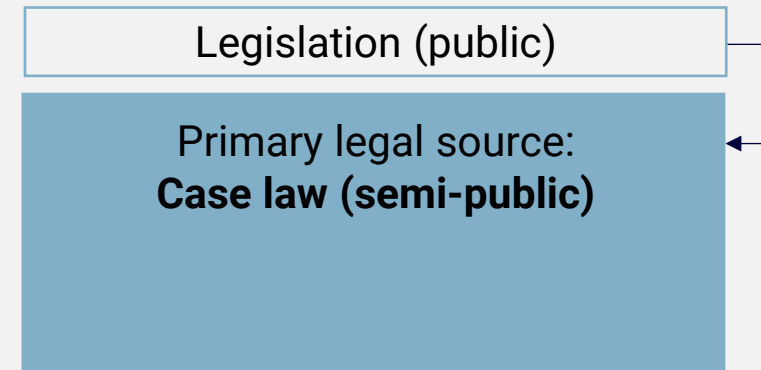 Legislation (public)
Primary legal source:
Case law (semi-public)